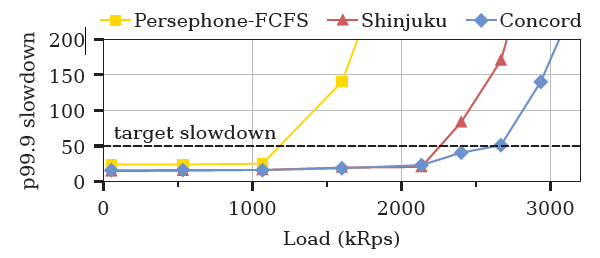 Persephone-FCFS Shinjuku Concord
200
150
100
50
0
p99.9 slowdown
target slowdown
0 1000 2000 3000
Load (kRps)